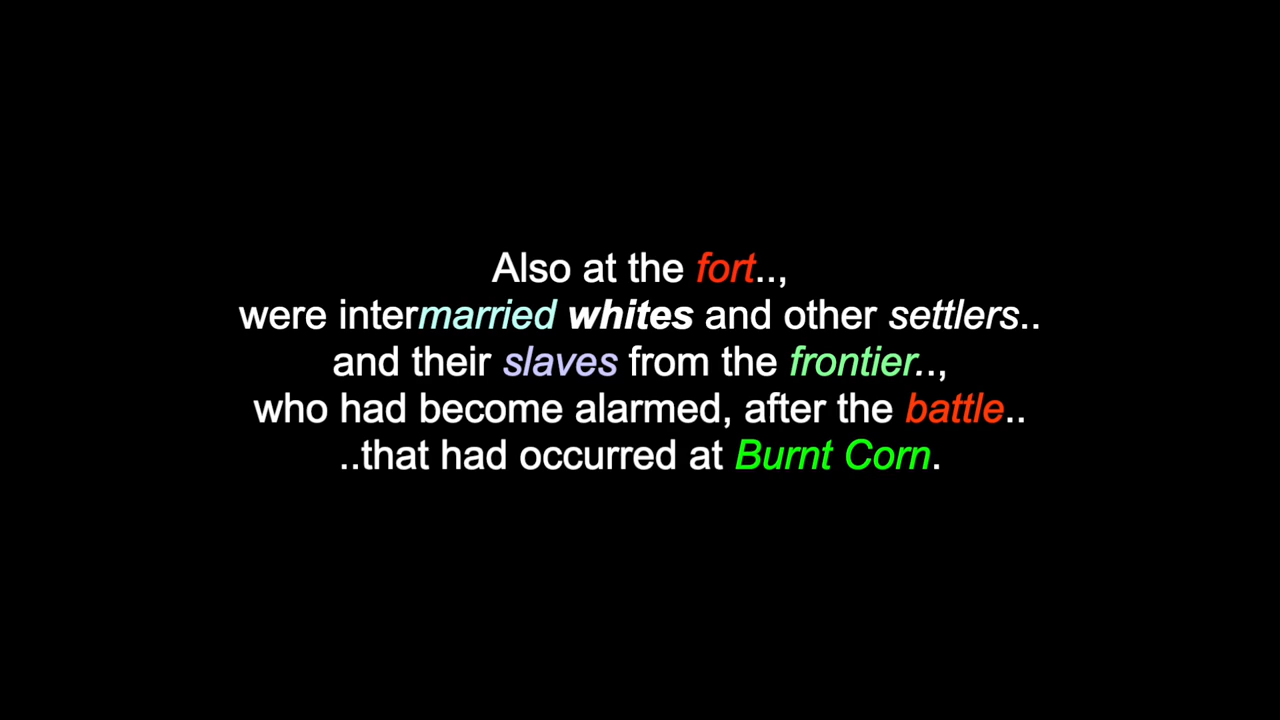 Also at the fort..,
were intermarried whites and other settlers..
and their slaves from the frontier..,
who had become alarmed, after the battle..
..that had occurred at Burnt Corn.